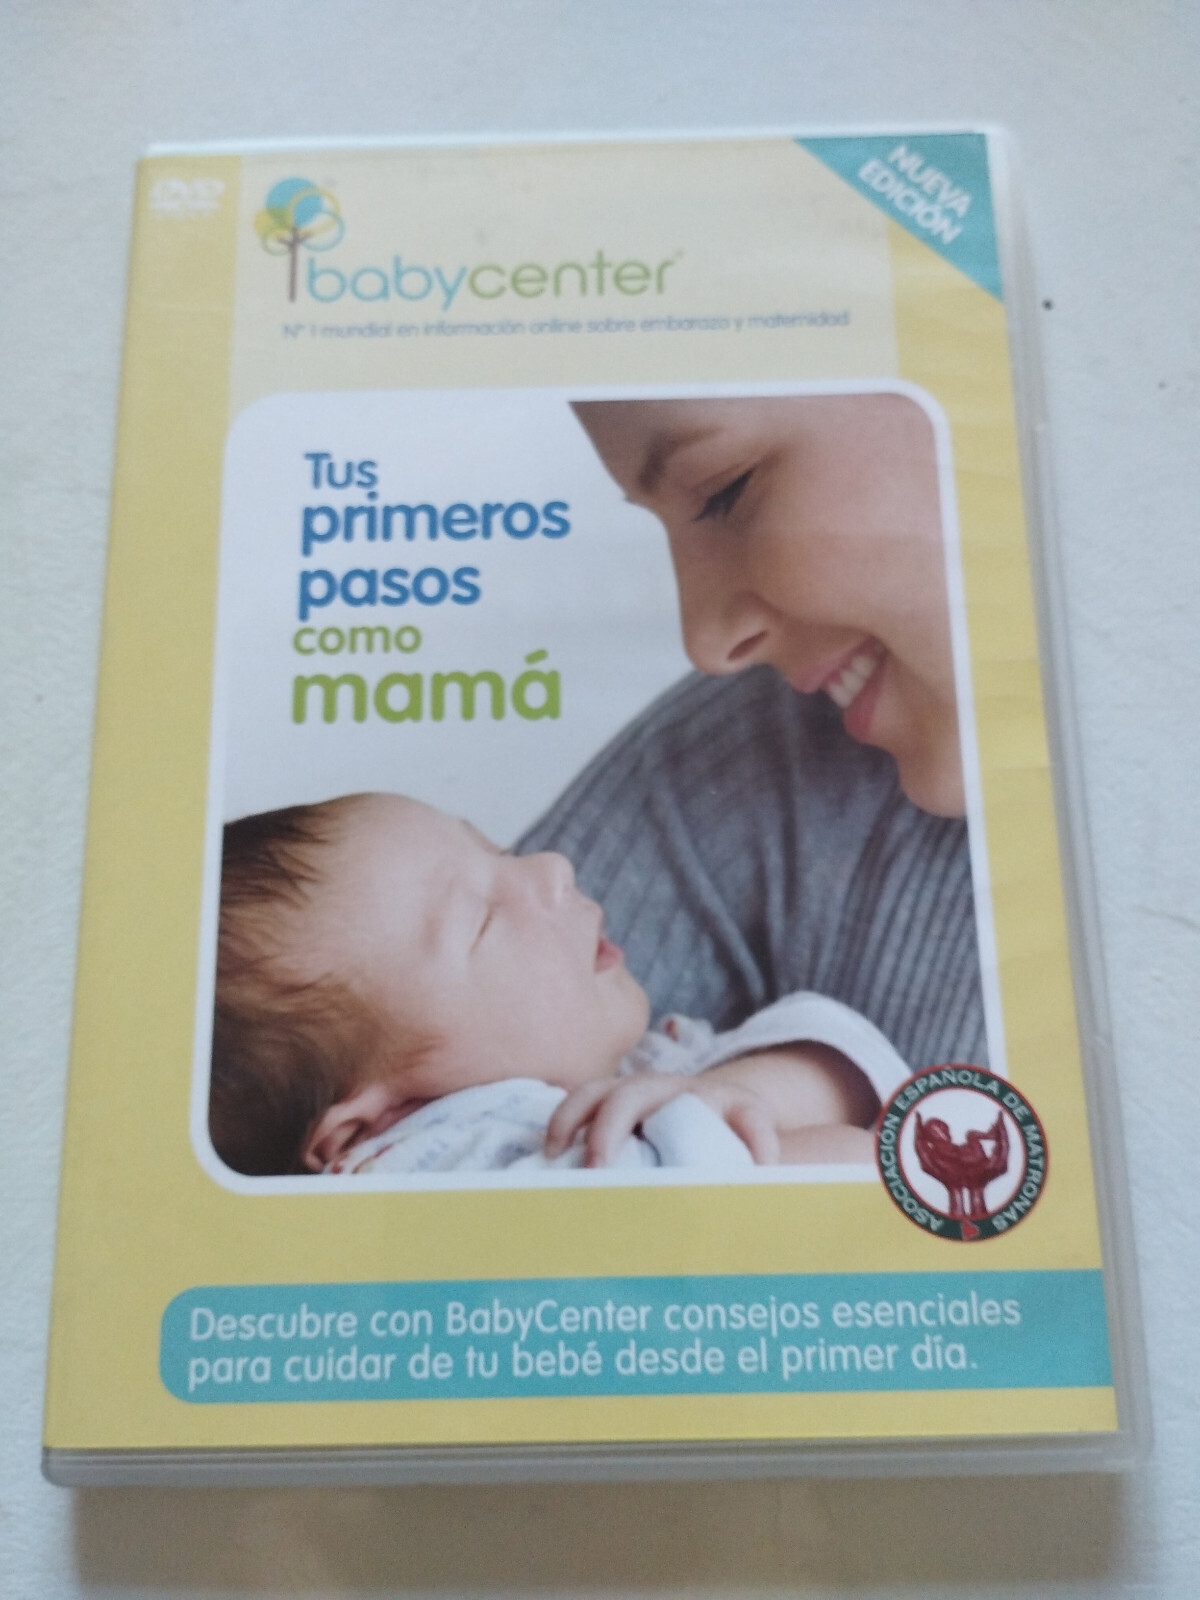 DVD
NUEVA
EDICIÓN
babycenter
Nº 1 mundial en información online sobre embarazo y maternidad
Tus
primeros
pasos
como
mamá
ASOCIACIÓN ESPAÑOLA DE MATRONAS
Descubre con BabyCenter consejos esenciales
para cuidar de tu bebé desde el primer día.